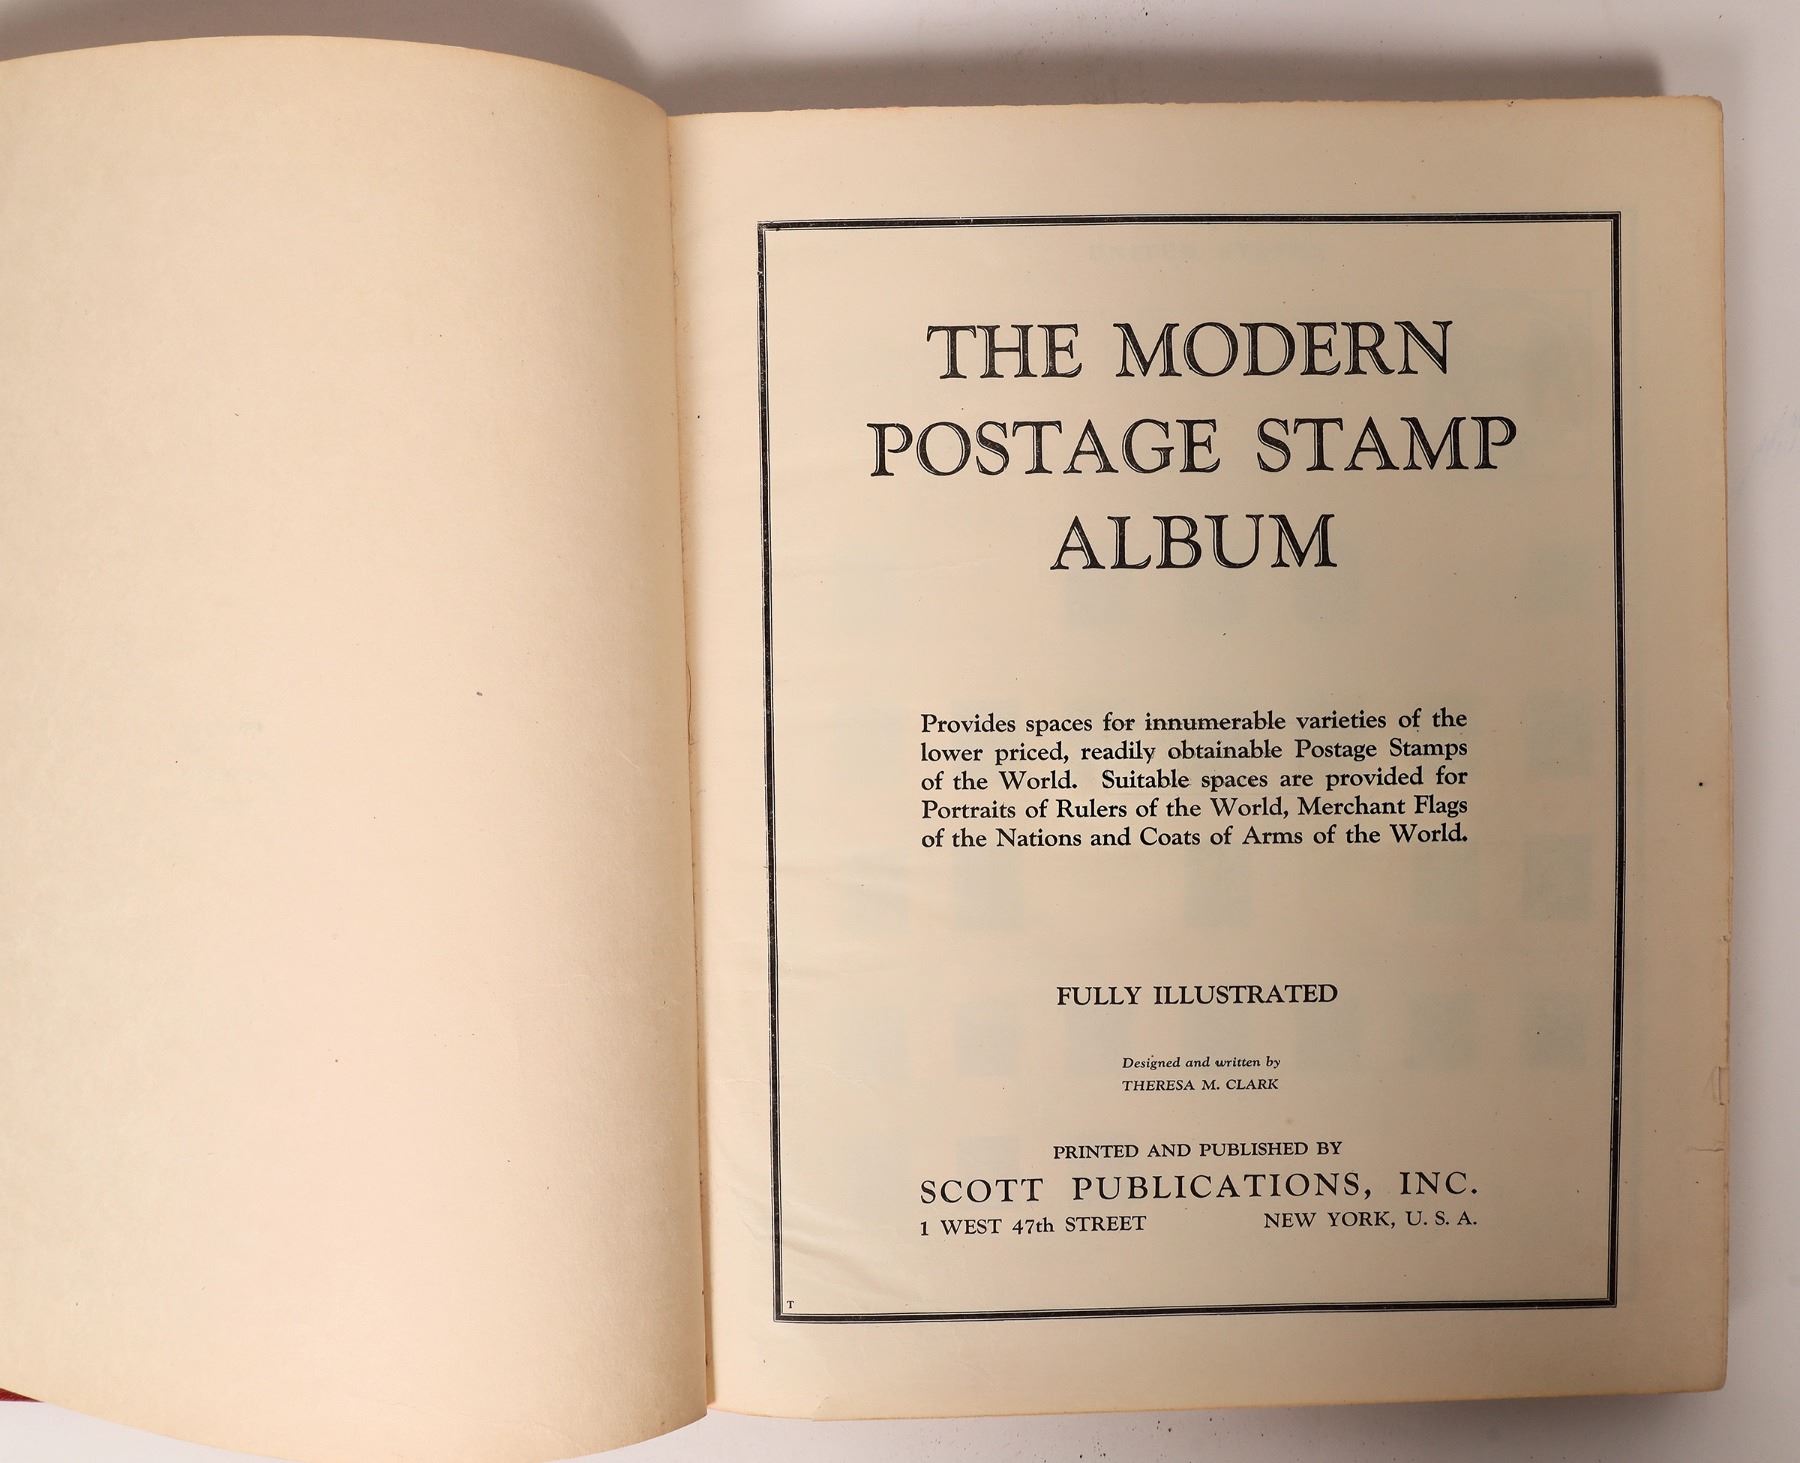 THE MODERN
POSTAGE STAMP
ALBUM
Provides spaces for innumerable varieties of the
lower priced, readily obtainable Postage Stamps
of the World. Suitable spaces are provided for
Portraits of Rulers of the World, Merchant Flags
of the Nations and Coats of Arms of the World.
FULLY ILLUSTRATED
Designed and written by
THERESA M. CLARK
PRINTED AND PUBLISHED BY
SCOTT PUBLICATIONS, INC.
1 WEST 47th STREET NEW YORK, U. S. A.
T